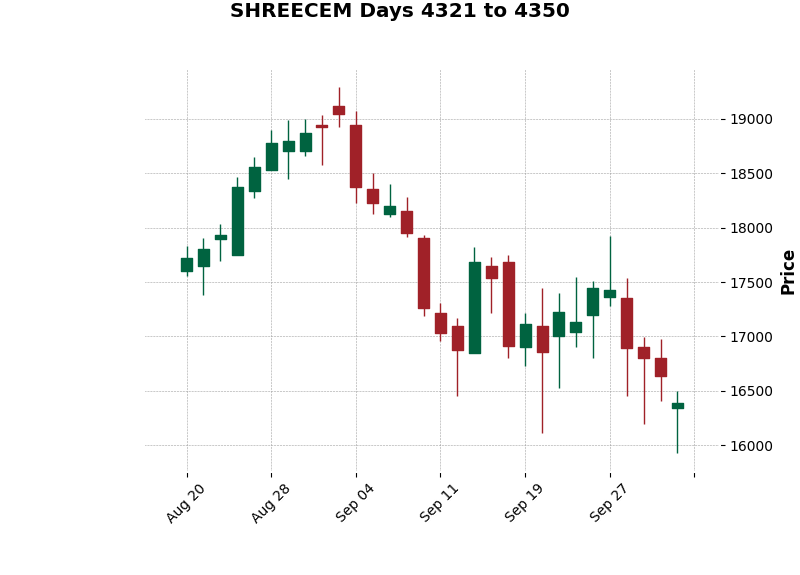 SHREECEM Days 4321 to 4350
19000
18500
18000
17500
17000
16500
16000
Price
Aug 20
Aug 28
Sep 04
Sep 11
Sep 19
Sep 27